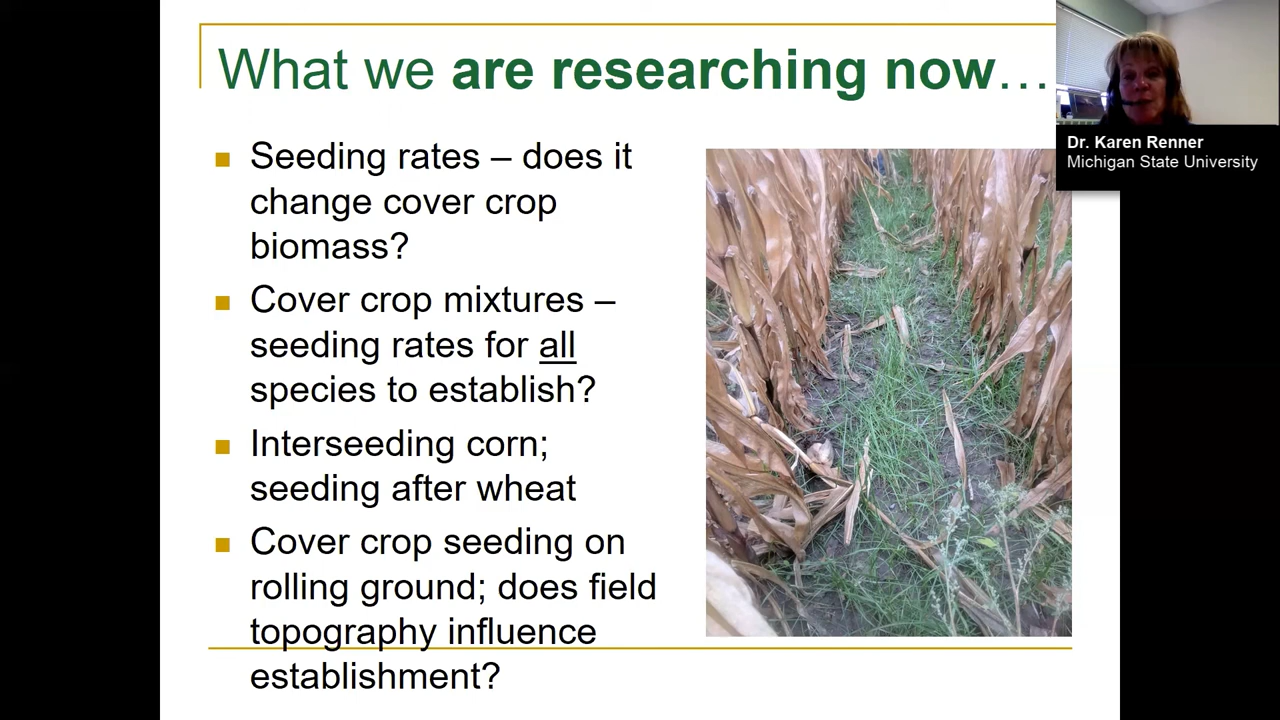 What we are researching now…
Dr. Karen Renner
Michigan State University
■ Seeding rates – does it
change cover crop
biomass?
■ Cover crop mixtures –
seeding rates for all
species to establish?
■ Interseeding corn;
seeding after wheat
■ Cover crop seeding on
rolling ground; does field
topography influence
establishment?